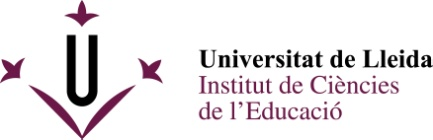 U
Universitat de Lleida
Institut de Ciències
de l'Educació